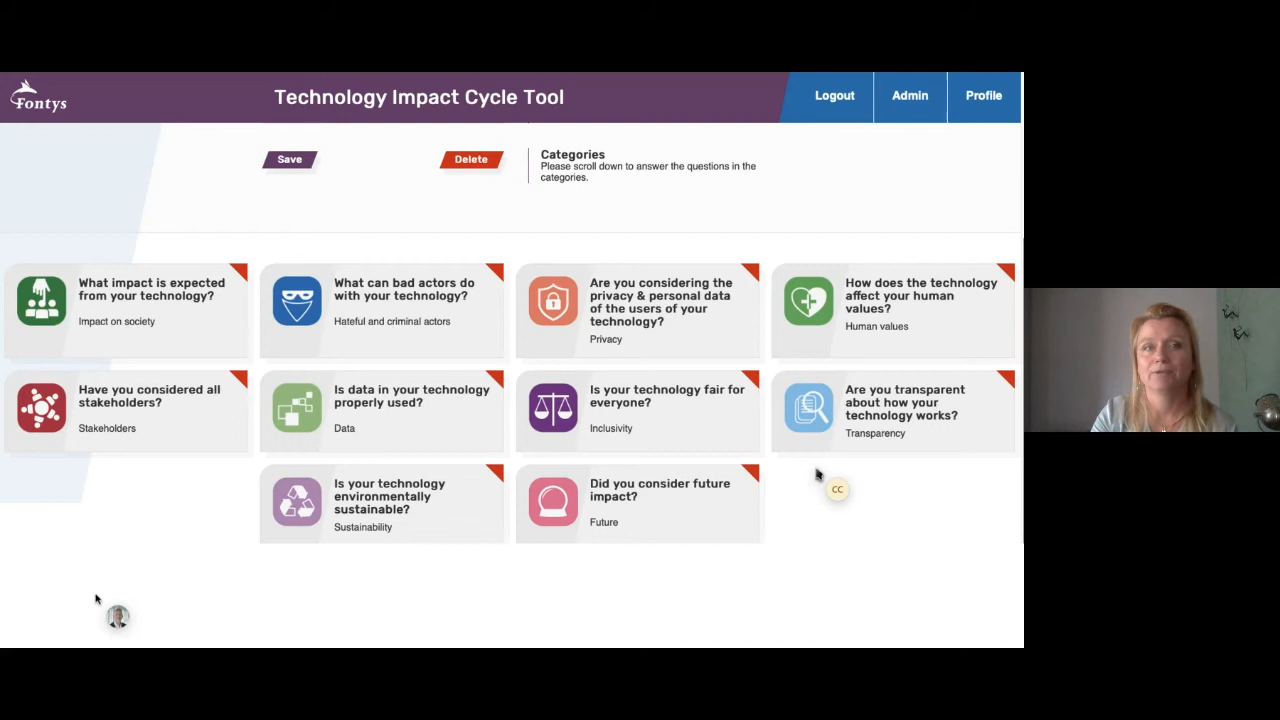 Fontys
Technology Impact Cycle Tool
Logout
Admin
Profile
Save
Delete
Categories
Please scroll down to answer the questions in the
categories.
What impact is expected
from your technology?
Impact on society
What can bad actors do
with your technology?
Hateful and criminal actors
Are you considering the
privacy & personal data
of the users of your
technology?
Privacy
How does the technology
affect your human
values?
Human values
Have you considered all
stakeholders?
Stakeholders
Is data in your technology
properly used?
Data
Is your technology fair for
everyone?
Inclusivity
Are you transparent
about how your
technology works?
Transparency
Is your technology
environmentally
sustainable?
Sustainability
Did you consider future
impact?
Future
CC